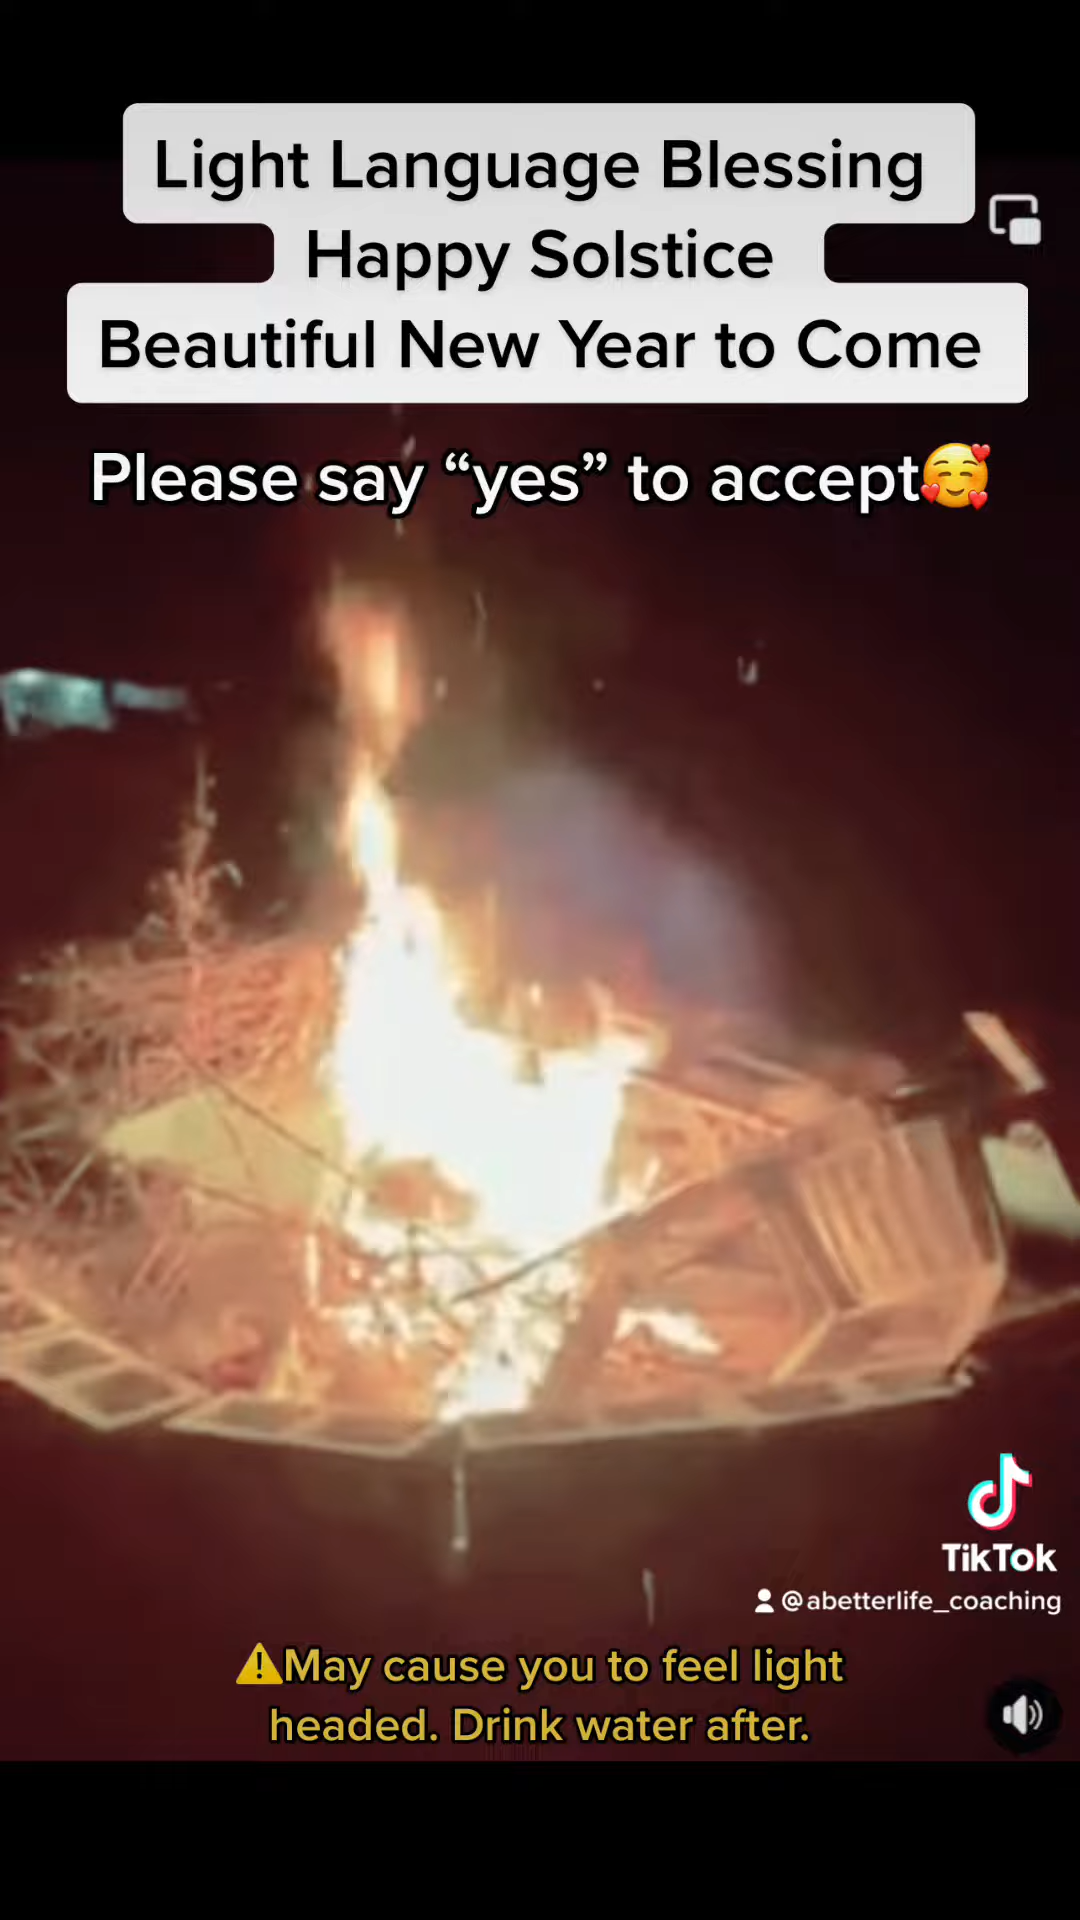 Light Language Blessing
Happy Solstice
Beautiful New Year to Come
Please say “yes” to accept🥰
TikTok
@abetterlife_coaching
⚠️May cause you to feel light
headed. Drink water after.